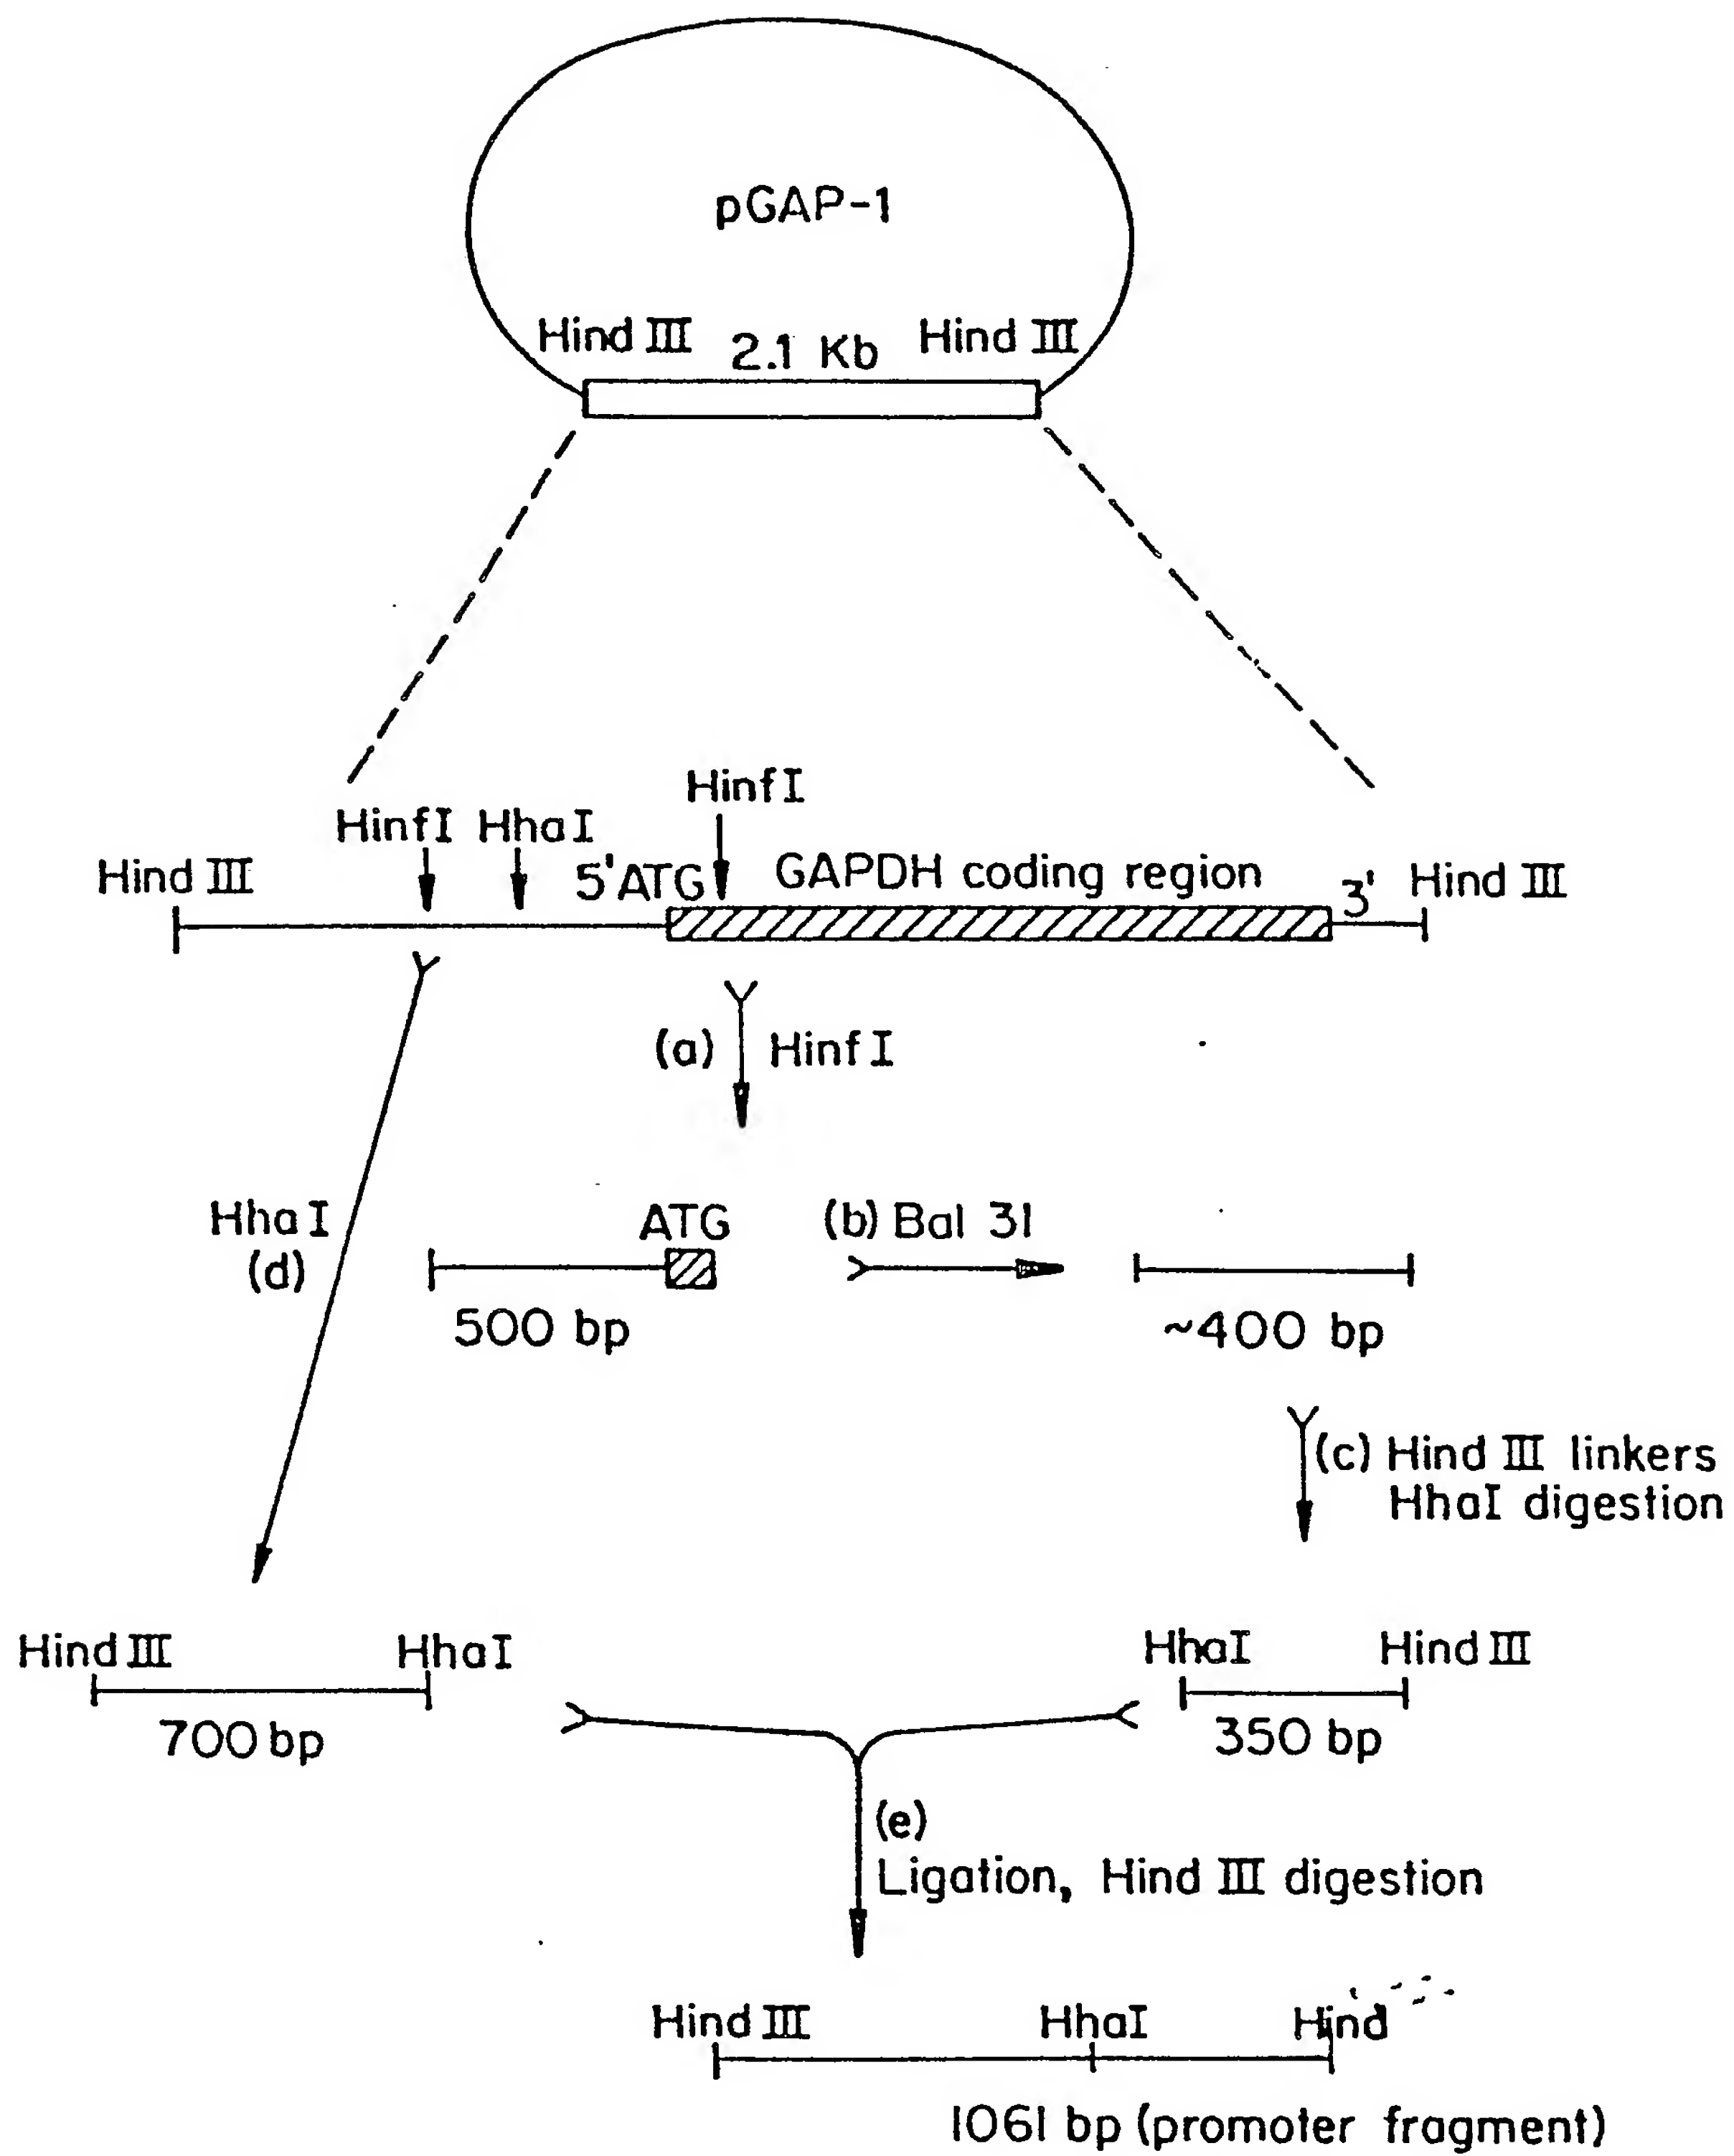 pGAP-1
Hind III 2.1 Kb Hind III
HinfI
HinfI HhaI
Hind III 5'ATG GAPDH coding region 3' Hind III
(a) HinfI
HhaI
(d)
ATG
500 bp
(b) Bal 31
~400 bp
(c) Hind III linkers
HhaI digestion
Hind III HhaI
700 bp
HhaI Hind III
350 bp
(e)
Ligation, Hind III digestion
Hind III HhaI Hind
1061 bp (promoter fragment)